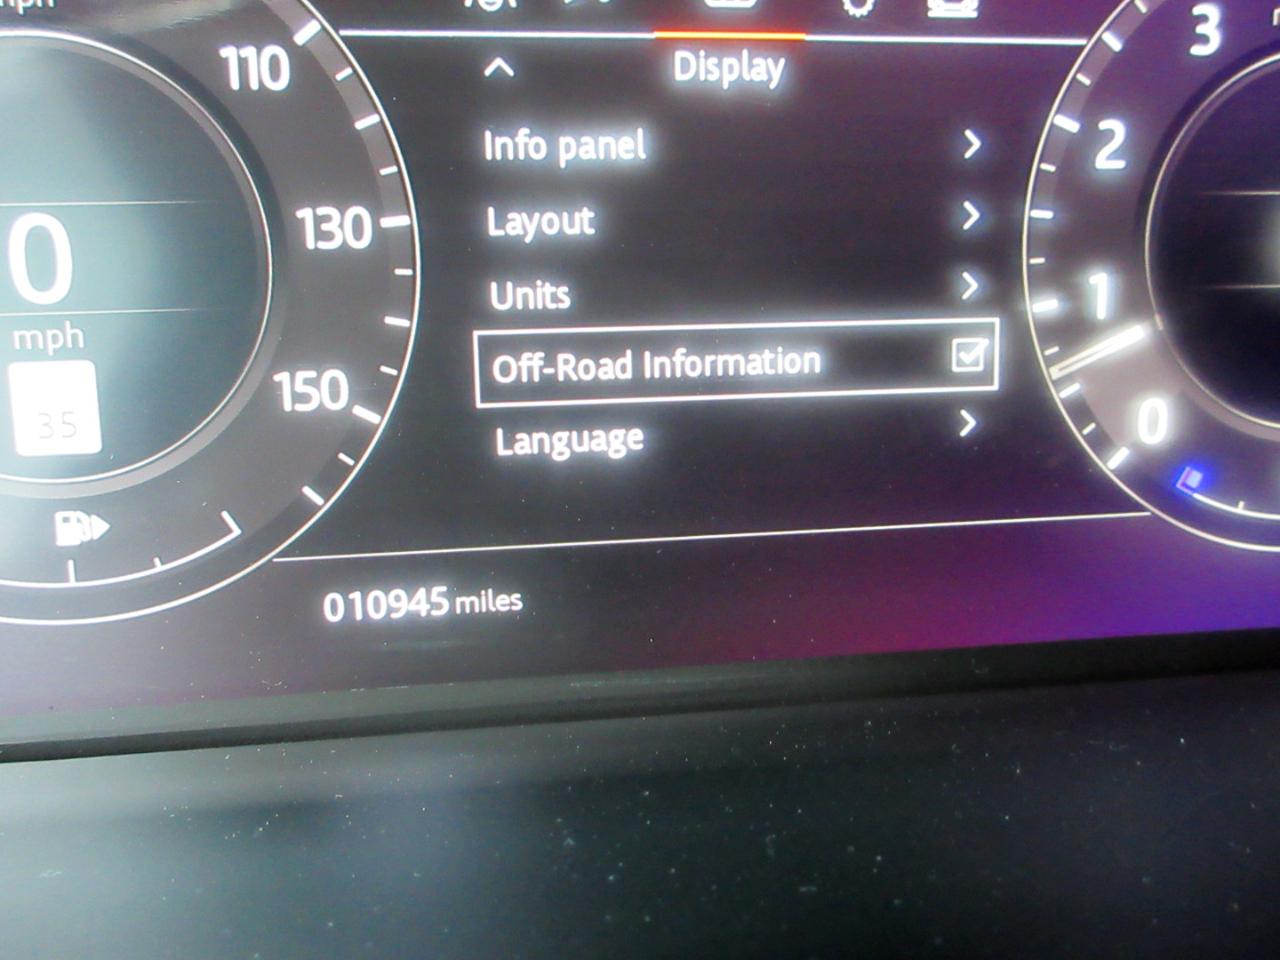 mph
110
130
150
0
mph
35
Display
Info panel
Layout
Units
Off-Road Information
Language
010945 miles
3
2
1
0